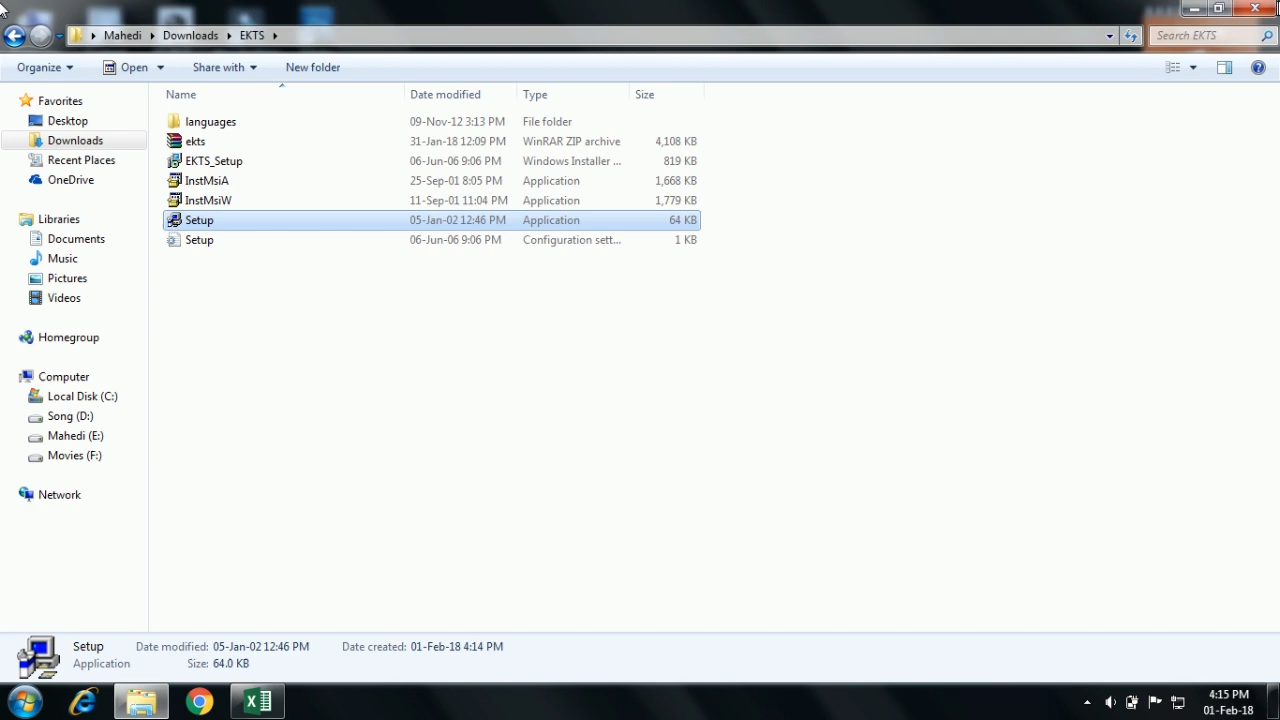 Mahedi Downloads EKTS Search EKTS
Organize Open Share with New folder
Name Date modified Type Size
languages 09-Nov-12 3:13 PM File folder
ekts 31-Jan-18 12:09 PM WinRAR ZIP archive 4,108 KB
EKTS_Setup 06-Jun-06 9:06 PM Windows Installer ... 819 KB
InstMsiA 25-Sep-01 8:05 PM Application 1,668 KB
InstMsiW 11-Sep-01 11:04 PM Application 1,779 KB
Setup 05-Jan-02 12:46 PM Application 64 KB
Setup 06-Jun-06 9:06 PM Configuration sett... 1 KB
Favorites
Desktop
Downloads
Recent Places
OneDrive
Libraries
Documents
Music
Pictures
Videos
Homegroup
Computer
Local Disk (C:)
Song (D:)
Mahedi (E:)
Movies (F:)
Network
Setup Date modified: 05-Jan-02 12:46 PM Date created: 01-Feb-18 4:14 PM
Application Size: 64.0 KB
4:15 PM
01-Feb-18